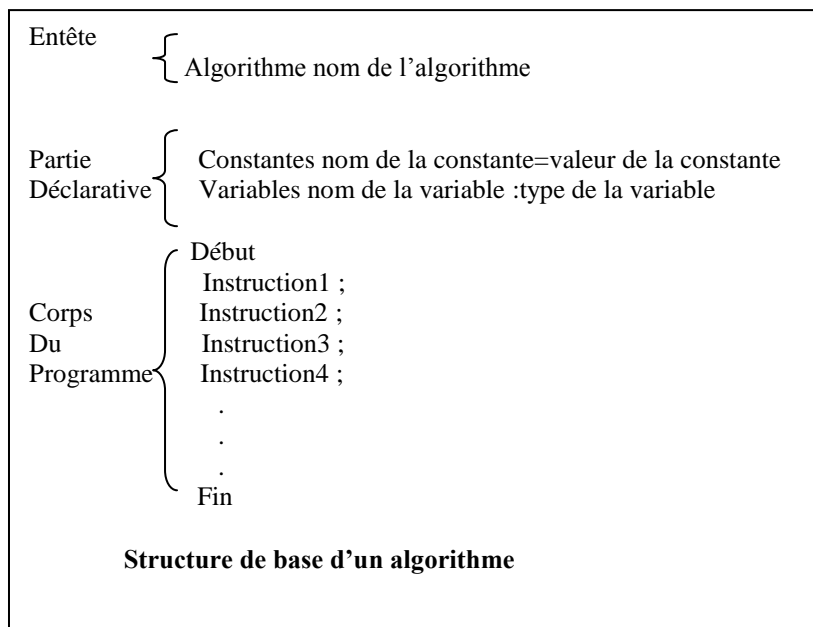 Entête
Algorithme nom de l’algorithme
Partie Constantes nom de la constante=valeur de la constante
Déclarative Variables nom de la variable :type de la variable
Début
Instruction1 ;
Corps Instruction2 ;
Du Instruction3 ;
Programme Instruction4 ;
.
.
.
Fin
Structure de base d’un algorithme